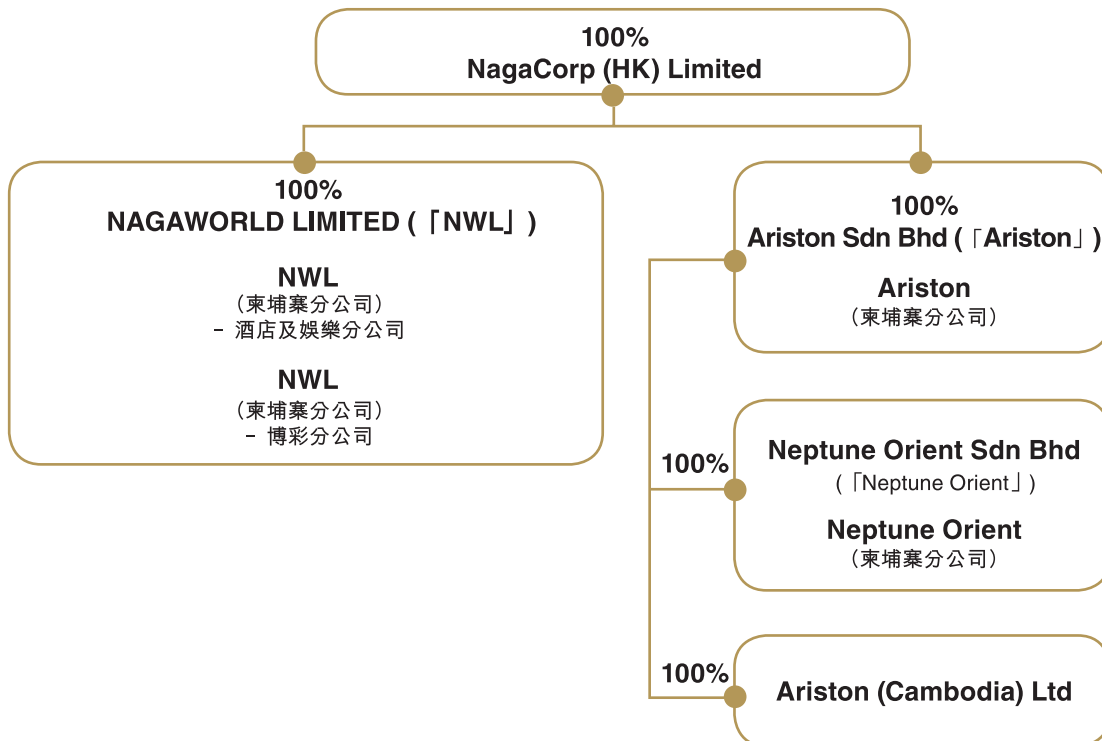 100%
NagaCorp (HK) Limited
100%
NAGAWORLD LIMITED (「NWL」)
NWL
(柬埔寨分公司)
– 酒店及娛樂分公司
NWL
(柬埔寨分公司)
– 博彩分公司
100%
Ariston Sdn Bhd (「Ariston」)
Ariston
(柬埔寨分公司)
100%
Neptune Orient Sdn Bhd
(「Neptune Orient」)
Neptune Orient
(柬埔寨分公司)
100%
Ariston (Cambodia) Ltd